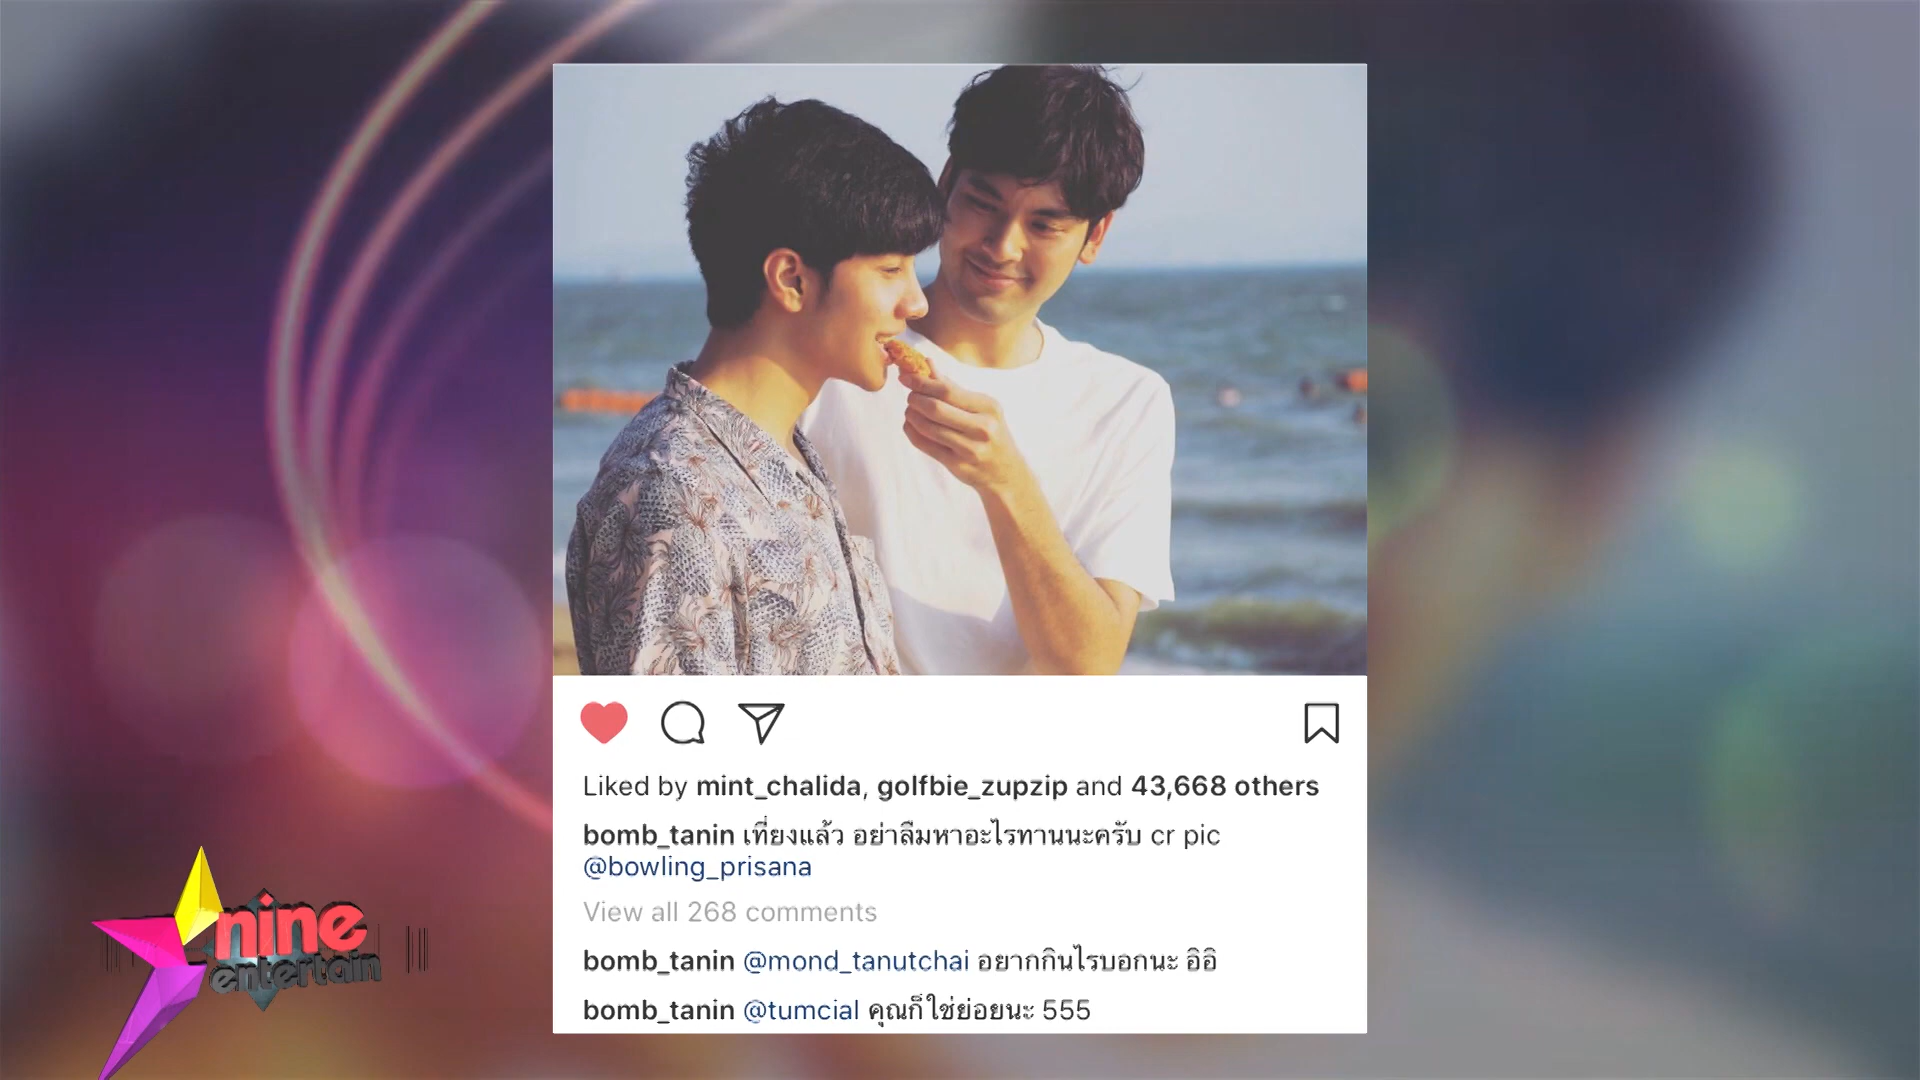 Liked by mint_chalida, golfbie_zupzip and 43,668 others
bomb_tanin เที่ยงแล้ว อย่าลืมหาอะไรทานนะครับ cr pic
@bowling_prisana
View all 268 comments
bomb_tanin @mond_tanutchai อยากกินไรบอกนะ อิอิ
bomb_tanin @tumcial คุณก็ใช่ย่อยนะ 555
nine
entertain